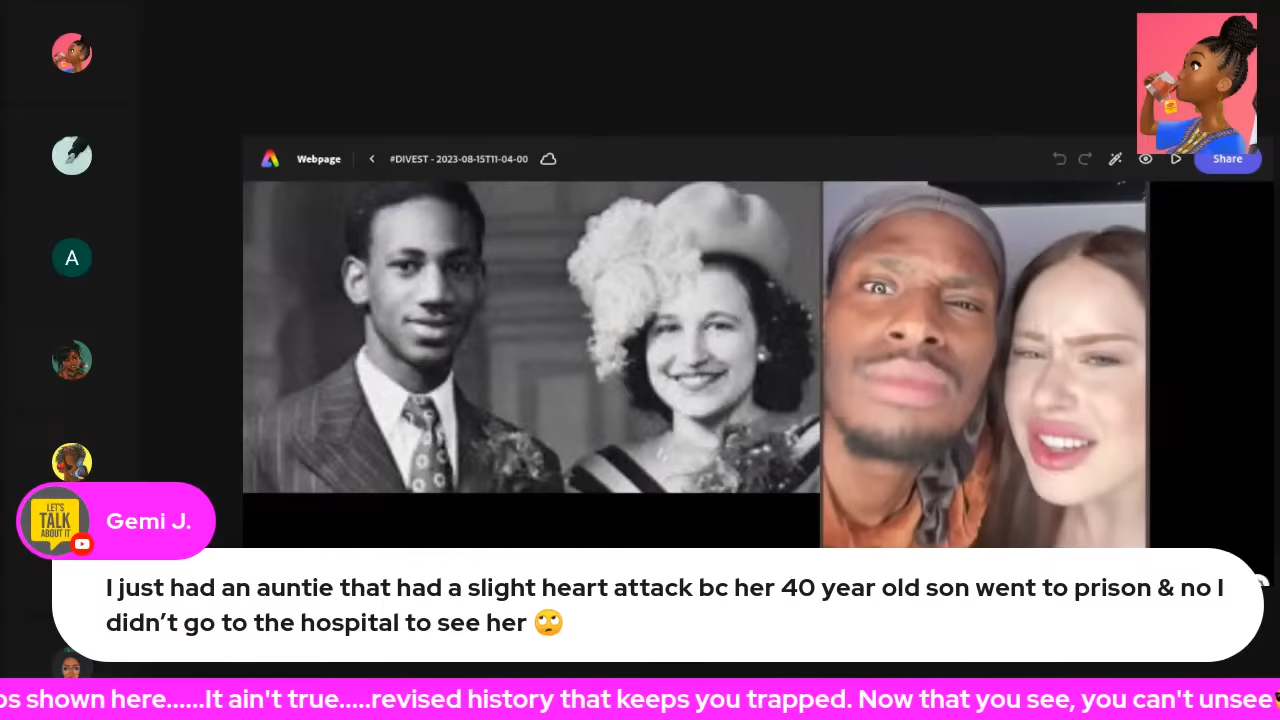 Webpage
#DIVEST - 2023-08-15T11-04-00
Share
A
LET'S
TALK
ABOUT IT
Gemi J.
I just had an auntie that had a slight heart attack bc her 40 year old son went to prison & no I
didn’t go to the hospital to see her 🙄
shown here......It ain't true.....revised history that keeps you trapped. Now that you see, you can't unsee